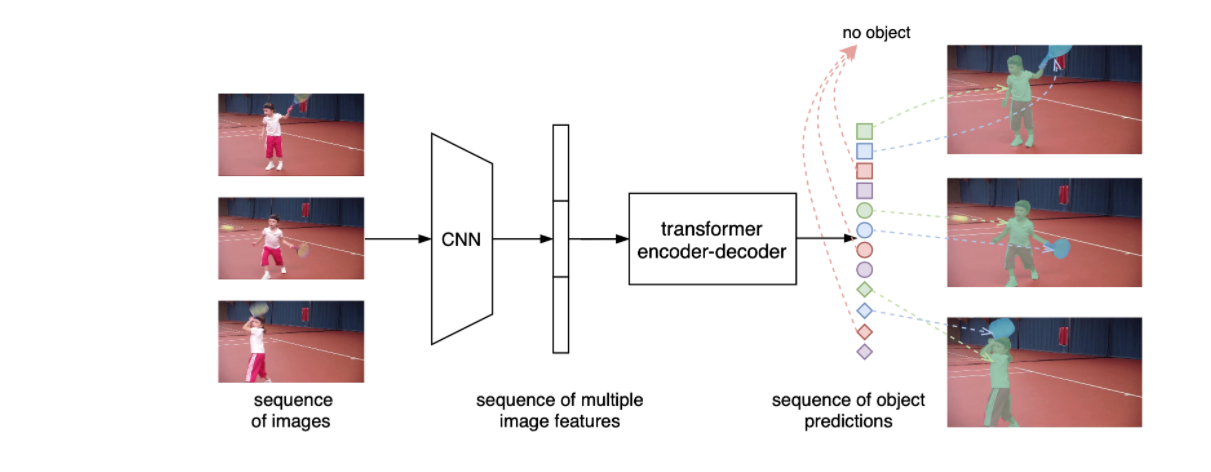 no object
CNN
transformer
encoder-decoder
sequence
of images
sequence of multiple
image features
sequence of object
predictions